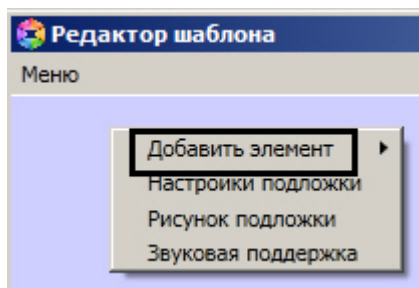 Редактор шаблона
Меню
Добавить элемент
Настройки подложки
Рисунок подложки
Звуковая поддержка